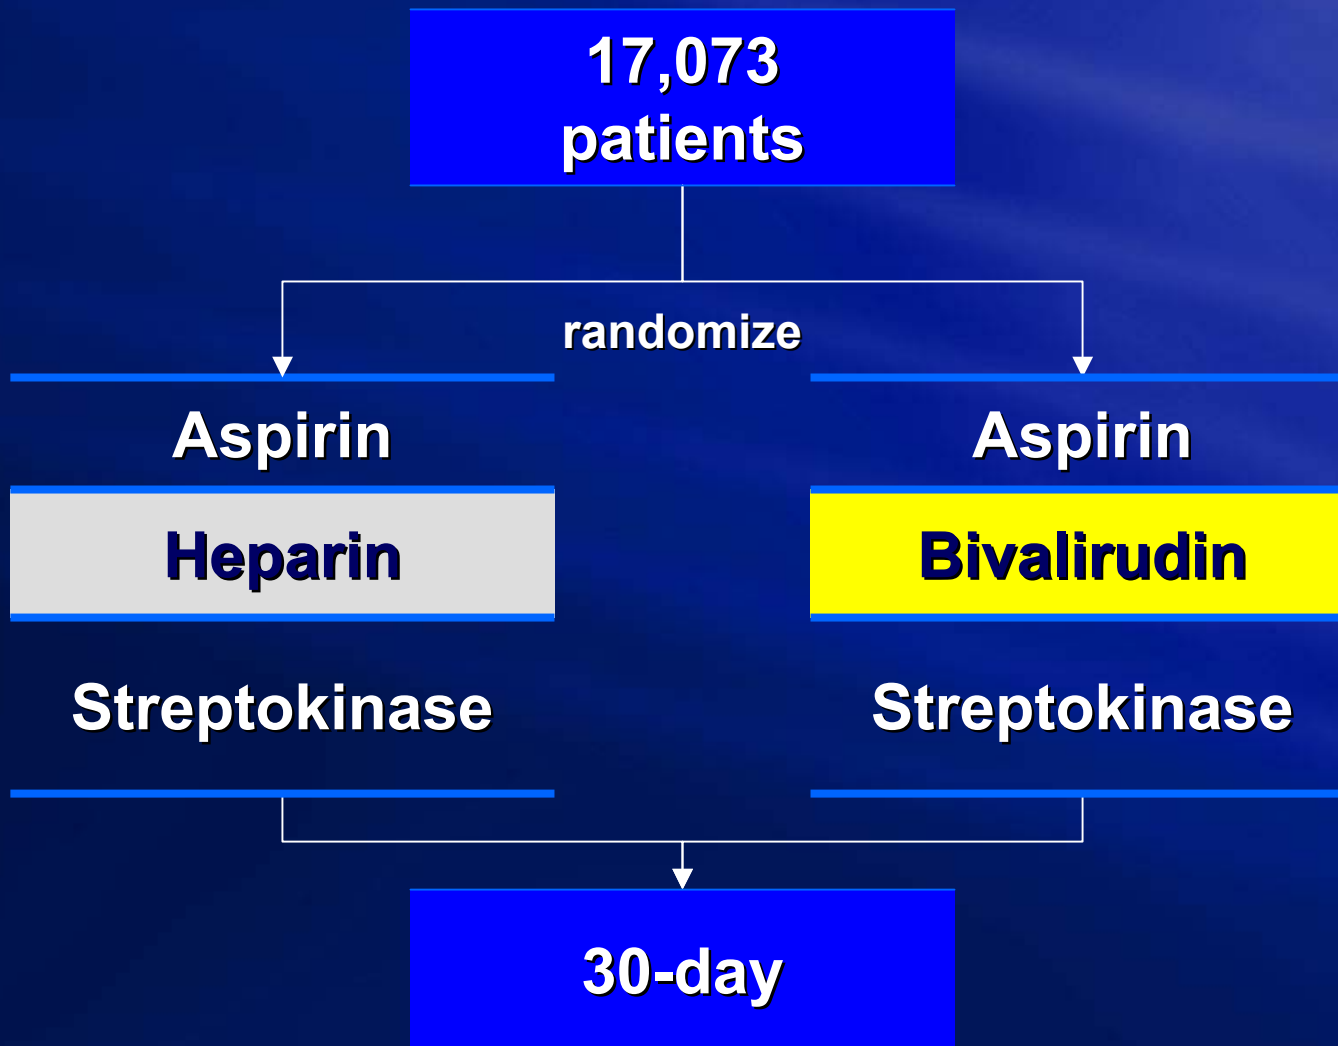 17,073
patients
randomize
Aspirin
Heparin
Streptokinase
Aspirin
Bivalirudin
Streptokinase
30-day